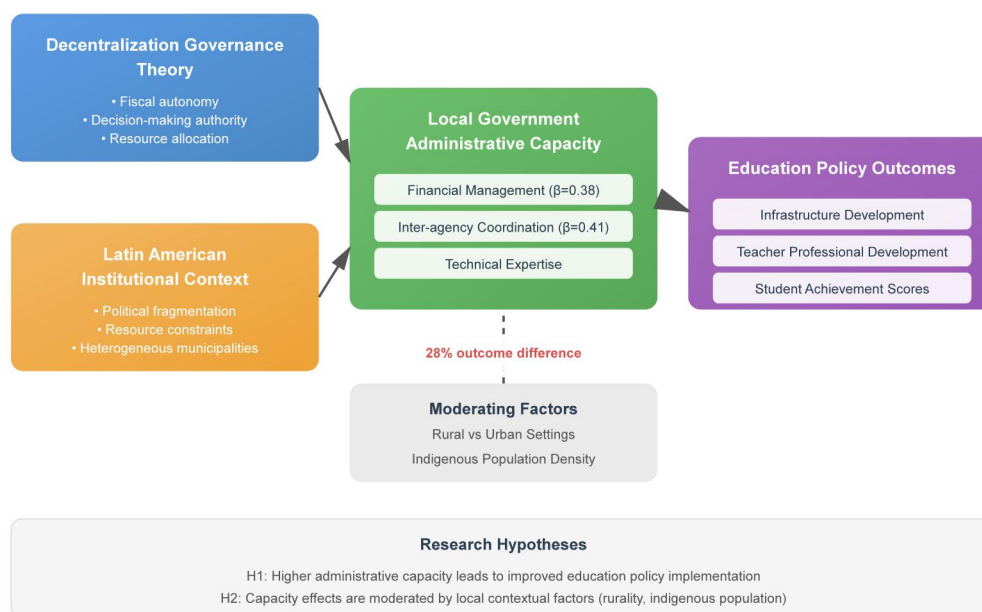 Decentralization Governance
Theory
• Fiscal autonomy
• Decision-making authority
• Resource allocation
Local Government
Administrative Capacity
Financial Management (β=0.38)
Inter-agency Coordination (β=0.41)
Technical Expertise
Education Policy Outcomes
Infrastructure Development
Teacher Professional Development
Student Achievement Scores
Latin American
Institutional Context
• Political fragmentation
• Resource constraints
• Heterogeneous municipalities
28% outcome difference
Moderating Factors
Rural vs Urban Settings
Indigenous Population Density
Research Hypotheses
H1: Higher administrative capacity leads to improved education policy implementation
H2: Capacity effects are moderated by local contextual factors (rurality, indigenous population)